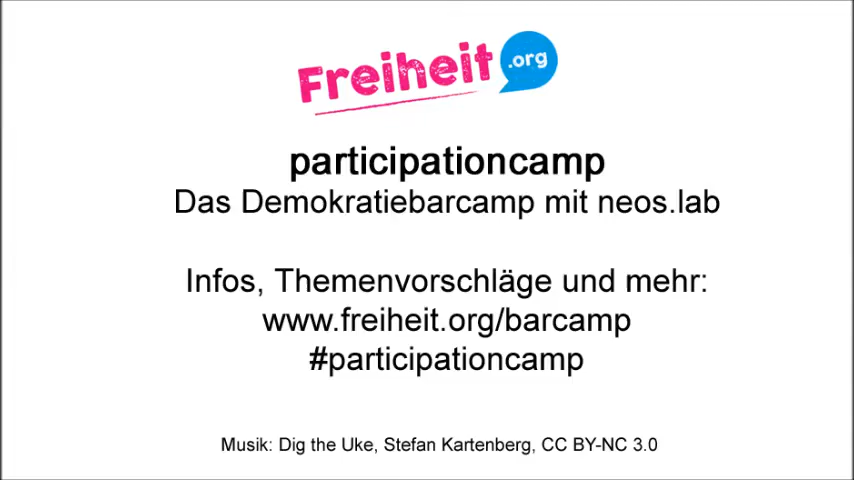 Freiheit .org
participationcamp
Das Demokratiebarcamp mit neos.lab
Infos, Themenvorschläge und mehr:
www.freiheit.org/barcamp
#participationcamp
Musik: Dig the Uke, Stefan Kartenberg, CC BY-NC 3.0